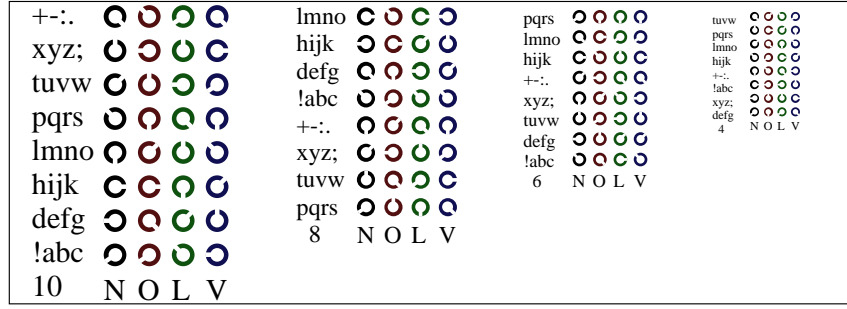 +-:.
xyz;
tuvw
pqrs
lmno
hijk
defg
!abc
10 N O L V
lmno
hijk
defg
!abc
+-:.
xyz;
tuvw
pqrs
8 N O L V
pqrs
lmno
hijk
+-:.
xyz;
tuvw
defg
!abc
6 N O L V
tuvw
pqrs
lmno
hijk
+-:.
!abc
xyz;
defg
4 N O L V